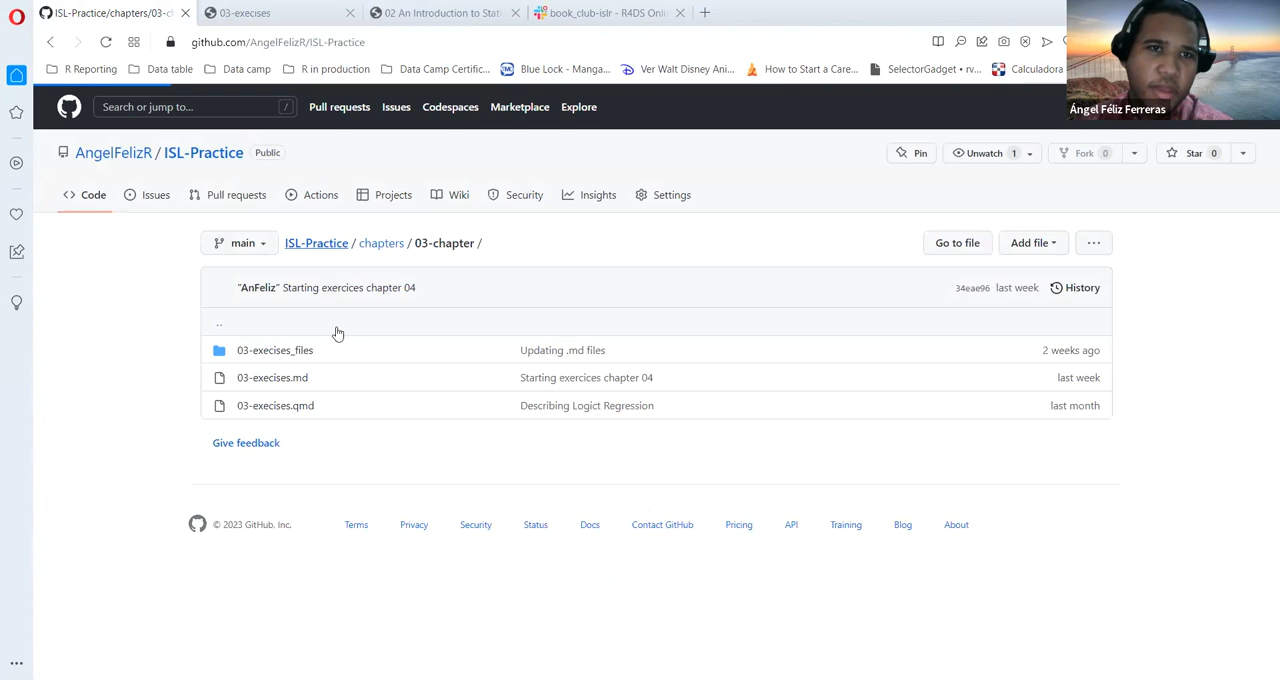 ISL-Practice/chapters/03-cl
03-execises
02 An Introduction to Stati
book_club-islr - R4DS Onlin
github.com/AngelFelizR/ISL-Practice
R Reporting
Data table
Data camp
R in production
Data Camp Certific...
Blue Lock - Manga...
Ver Walt Disney Ani...
How to Start a Care...
SelectorGadget • rv...
Calculadora
Ángel Féliz Ferreras
Search or jump to...
/
Pull requests
Issues
Codespaces
Marketplace
Explore
AngelFelizR / ISL-Practice
Public
Pin
Unwatch 1
Fork 0
Star 0
Code
Issues
Pull requests
Actions
Projects
Wiki
Security
Insights
Settings
main
ISL-Practice / chapters / 03-chapter /
Go to file
Add file
...
"AnFeliz" Starting exercices chapter 04
34eae96 last week
History
..
03-execises_files
Updating .md files
2 weeks ago
03-execises.md
Starting exercices chapter 04
last week
03-execises.qmd
Describing Logict Regression
last month
Give feedback
© 2023 GitHub, Inc.
Terms
Privacy
Security
Status
Docs
Contact GitHub
Pricing
API
Training
Blog
About